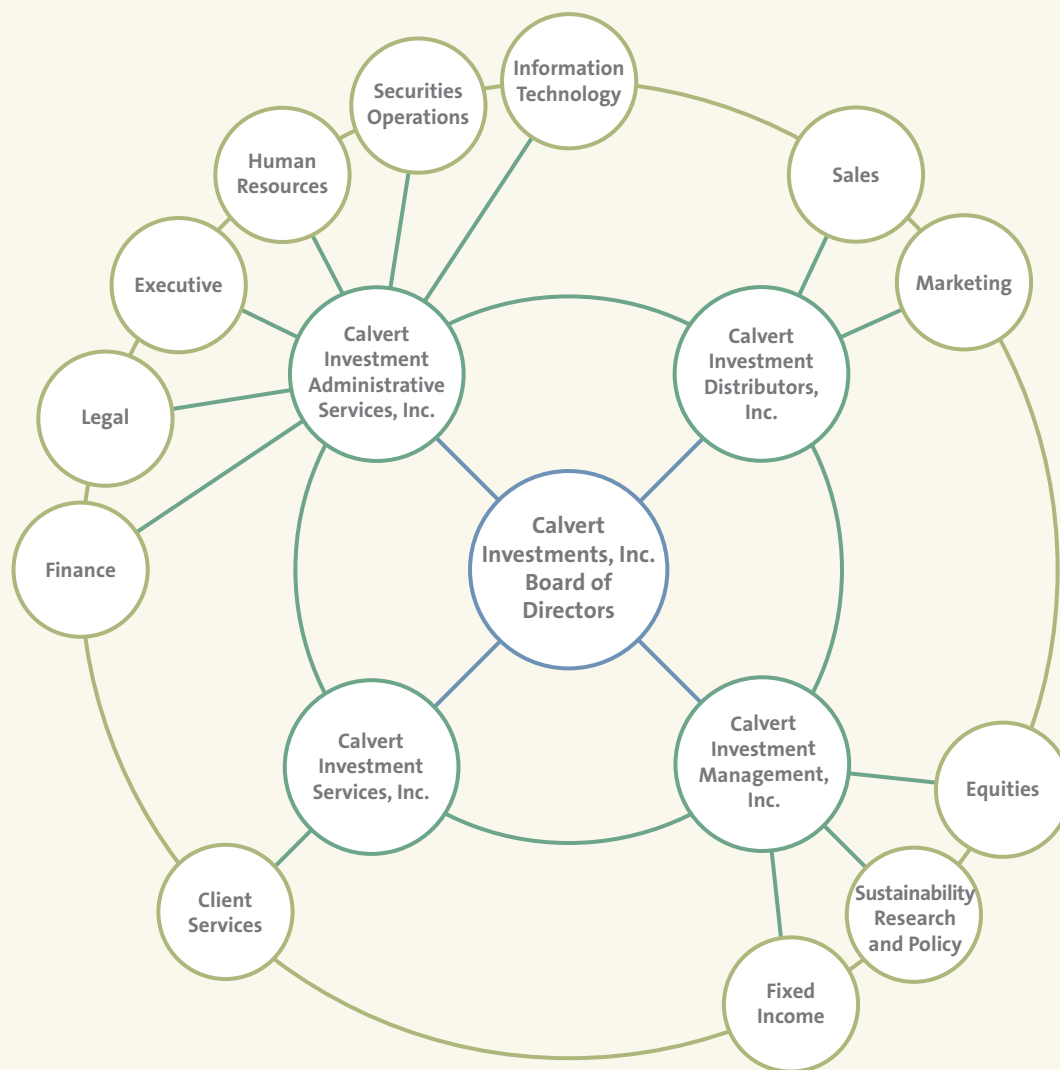 Information
Technology
Securities
Operations
Human
Resources
Sales
Executive
Marketing
Calvert
Investment
Administrative
Services, Inc.
Calvert
Investment
Distributors,
Inc.
Legal
Finance
Calvert
Investments, Inc.
Board of
Directors
Calvert
Investment
Services, Inc.
Calvert
Investment
Management,
Inc.
Equities
Client
Services
Sustainability
Research
and Policy
Fixed
Income